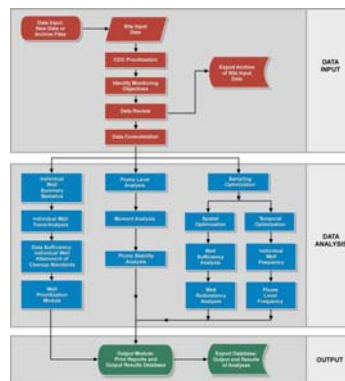 Data Input:
New Data or
Archive Files
Site Input
Data
COC Prioritization
Identify Monitoring
Objectives
Data Review
Data Consolidation
Export Archive
of Site Input
Data
DATA
INPUT
Individual
Well
Summary
Statistics
Individual Well
Trend Analysis
Data Sufficiency:
Individual Well
Attainment of
Cleanup Standards
Well
Prioritization
Module
Plume Level
Analysis
Moment Analysis
Plume Stability
Analysis
Sampling
Optimization
Spatial
Optimization
Well
Sufficiency
Analysis
Well
Redundancy Analysis
Temporal
Optimization
Individual
Well
Frequency
Plume
Level
Frequency
DATA
ANALYSIS
Output Module:
Print Reports and
Output Results Database
Export Database:
Output and Results
of Analyses
OUTPUT